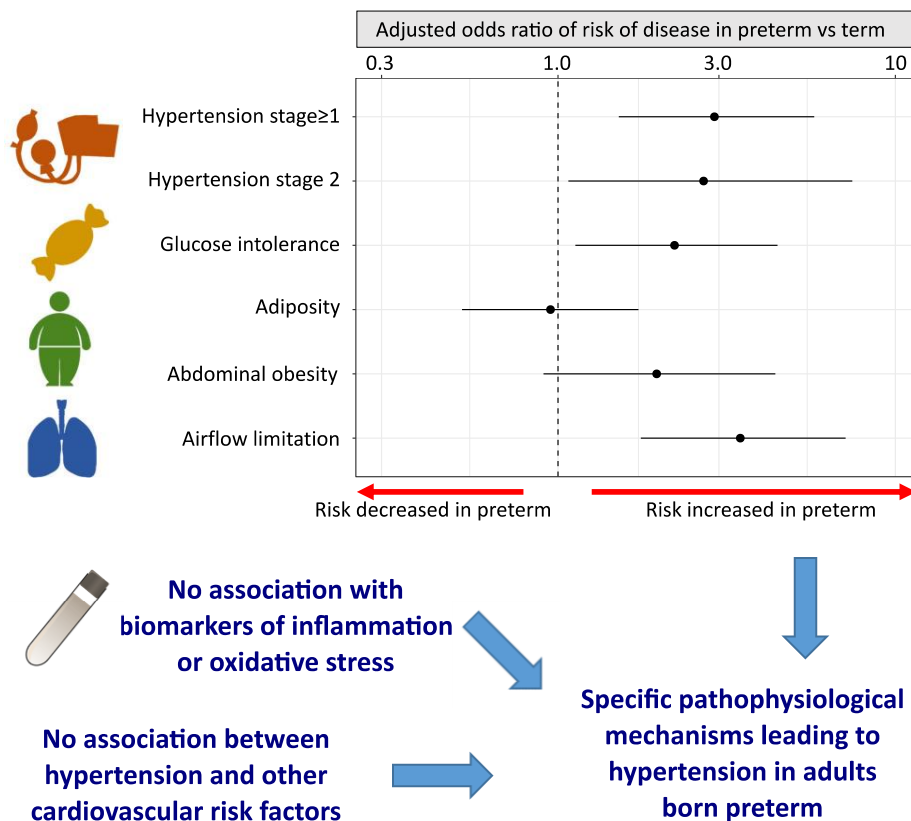 Adjusted odds ratio of risk of disease in preterm vs term
0.3 1.0 3.0 10
Hypertension stage≥1
Hypertension stage 2
Glucose intolerance
Adiposity
Abdominal obesity
Airflow limitation
Risk decreased in preterm Risk increased in preterm
No association with
biomarkers of inflammation
or oxidative stress
No association between
hypertension and other
cardiovascular risk factors
Specific pathophysiological
mechanisms leading to
hypertension in adults
born preterm